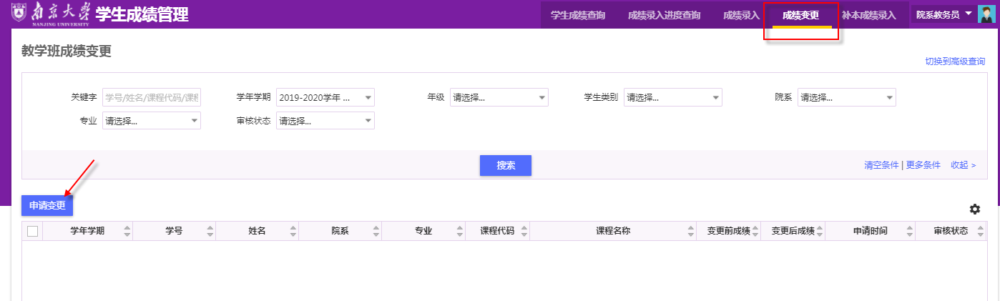 南京大学
NANJING UNIVERSITY
学生成绩管理
学生成绩查询 成绩录入进度查询 成绩录入 成绩变更 补本成绩录入 院系教务员
教学班成绩变更
切换到高级查询
关键字 学号/姓名/课程代码/课程 学年学期 2019-2020学年 ... 年级 请选择... 学生类别 请选择... 院系 请选择...
专业 请选择... 审核状态 请选择...
搜索 清空条件 | 更多条件 收起 >
申请变更
学年学期 学号 姓名 院系 专业 课程代码 课程名称 变更前成绩 变更后成绩 申请时间 审核状态